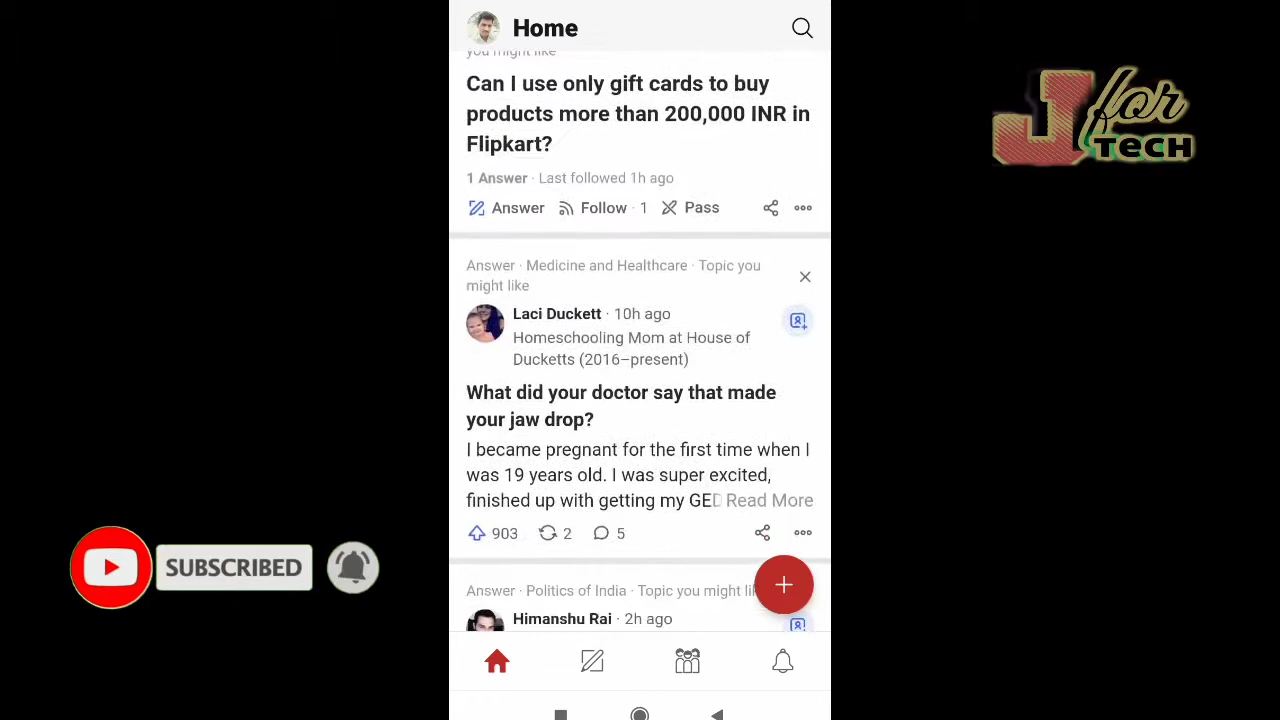 Home
you might like
Can I use only gift cards to buy
products more than 200,000 INR in
Flipkart?
1 Answer · Last followed 1h ago
Answer Follow · 1 Pass
Answer · Medicine and Healthcare · Topic you
might like
Laci Duckett · 10h ago
Homeschooling Mom at House of
Ducketts (2016–present)
What did your doctor say that made
your jaw drop?
I became pregnant for the first time when I
was 19 years old. I was super excited,
finished up with getting my GED Read More
903 2 5
Answer · Politics of India · Topic you might
Himanshu Rai · 2h ago
J for
TECH
SUBSCRIBED